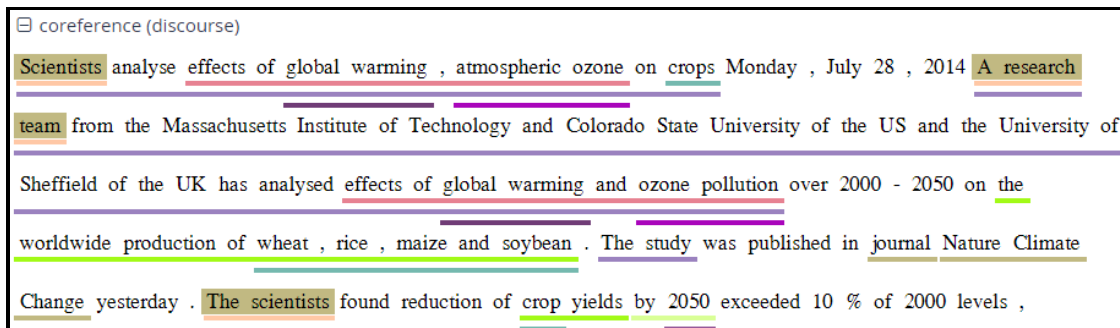 coreference (discourse)
Scientists analyse effects of global warming , atmospheric ozone on crops Monday , July 28 , 2014 A research
team from the Massachusetts Institute of Technology and Colorado State University of the US and the University of
Sheffield of the UK has analysed effects of global warming and ozone pollution over 2000 - 2050 on the
worldwide production of wheat , rice , maize and soybean . The study was published in journal Nature Climate
Change yesterday . The scientists found reduction of crop yields by 2050 exceeded 10 % of 2000 levels ,